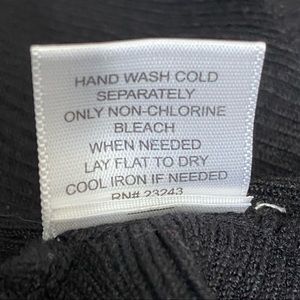 HAND WASH COLD
SEPARATELY
ONLY NON-CHLORINE
BLEACH
WHEN NEEDED
LAY FLAT TO DRY
COOL IRON IF NEEDED
RN# 23243